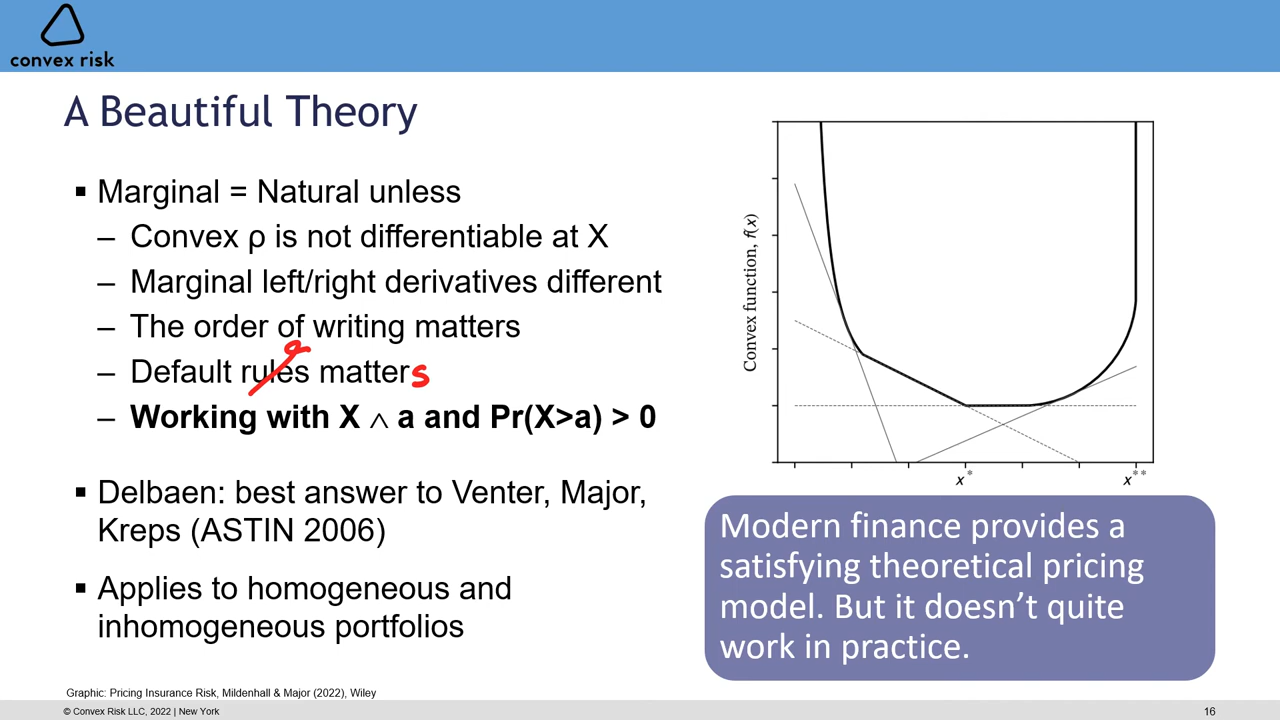 convex risk
A Beautiful Theory
▪ Marginal = Natural unless
– Convex ρ is not differentiable at X
– Marginal left/right derivatives different
– The order of writing matters
– Default rules matters
– Working with X ∧ a and Pr(X>a) > 0
▪ Delbaen: best answer to Venter, Major,
Kreps (ASTIN 2006)
▪ Applies to homogeneous and
inhomogeneous portfolios
Convex function, f(x)
x* x**
Modern finance provides a
satisfying theoretical pricing
model. But it doesn’t quite
work in practice.
Graphic: Pricing Insurance Risk, Mildenhall & Major (2022), Wiley
© Convex Risk LLC, 2022 | New York
16